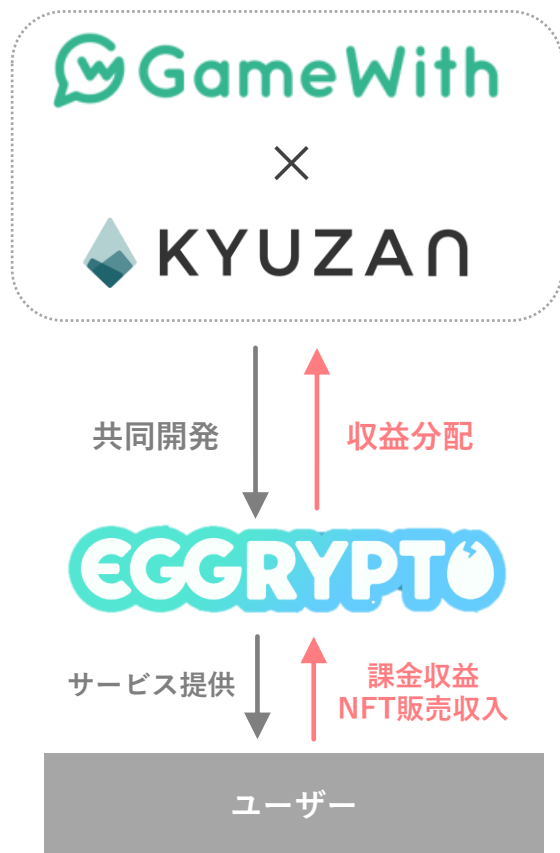 GameWith
×
KYUZAN
共同開発
収益分配
EGGRYPTO
サービス提供
課金収益
NFT販売収入
ユーザー